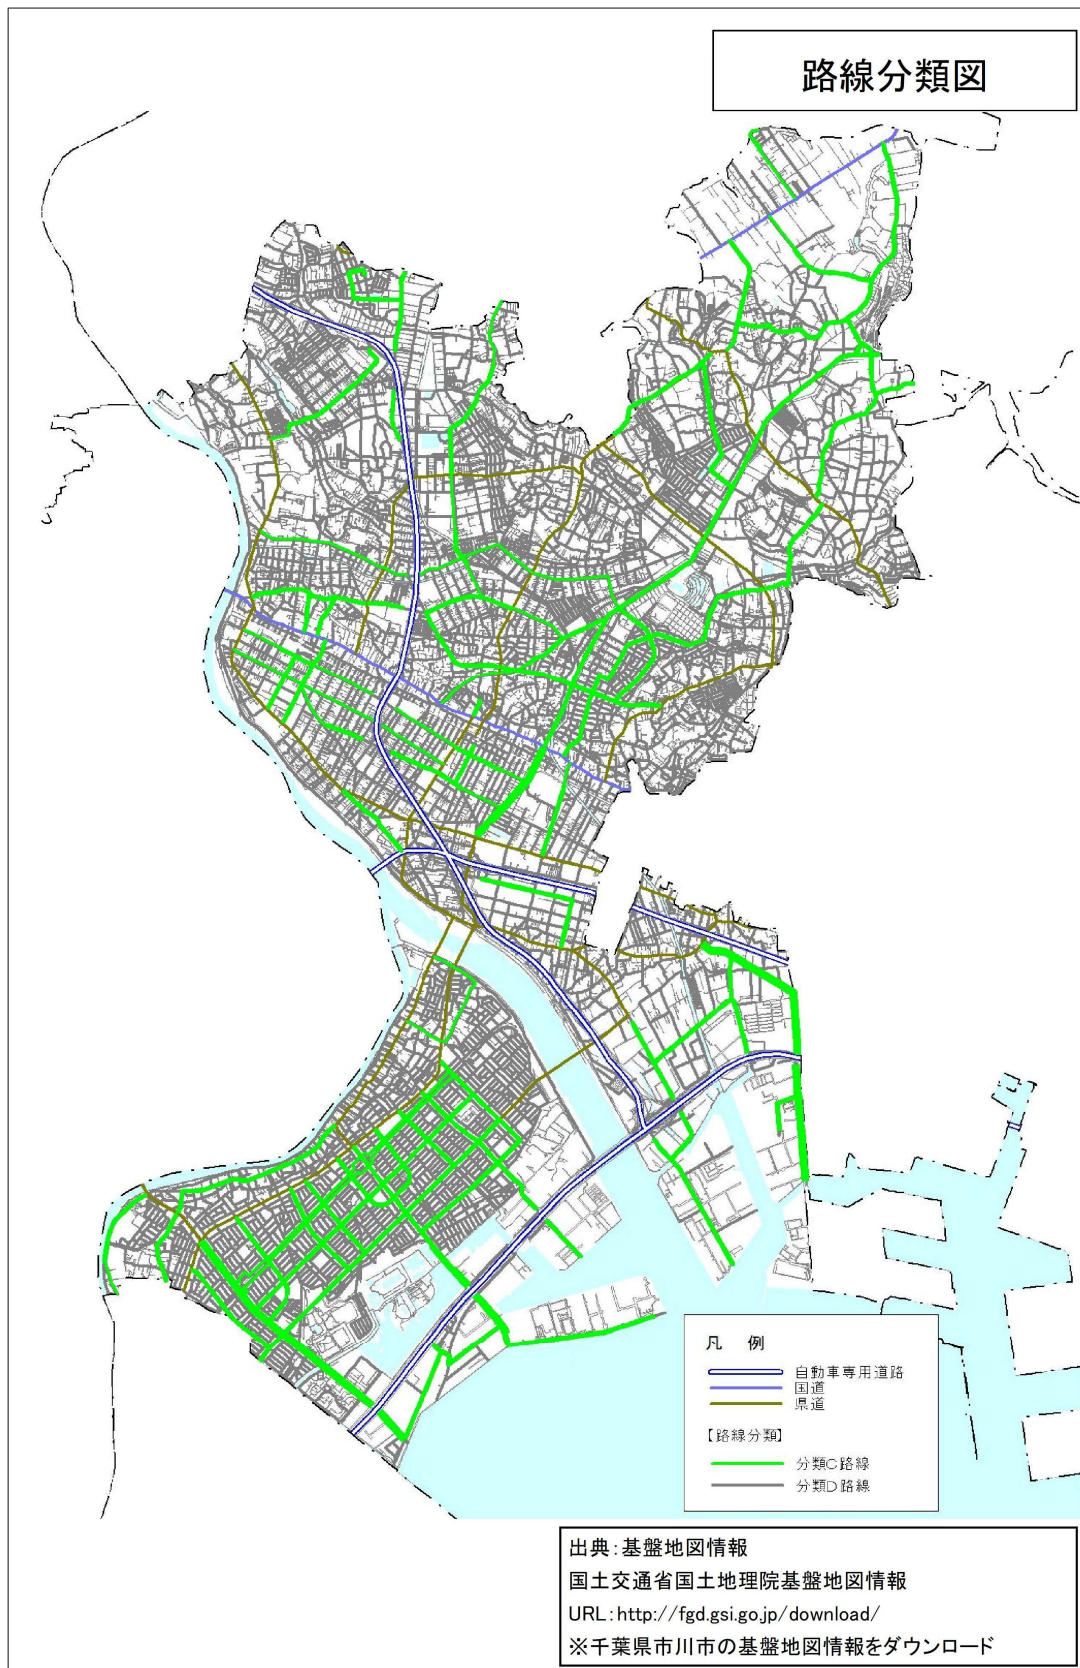 路線分類図
凡　例
自動車専用道路
国道
県道
【路線分類】
分類C路線
分類D路線
出典：基盤地図情報
国土交通省国土地理院基盤地図情報
URL：http://fgd.gsi.go.jp/download/
※千葉県市川市の基盤地図情報をダウンロード